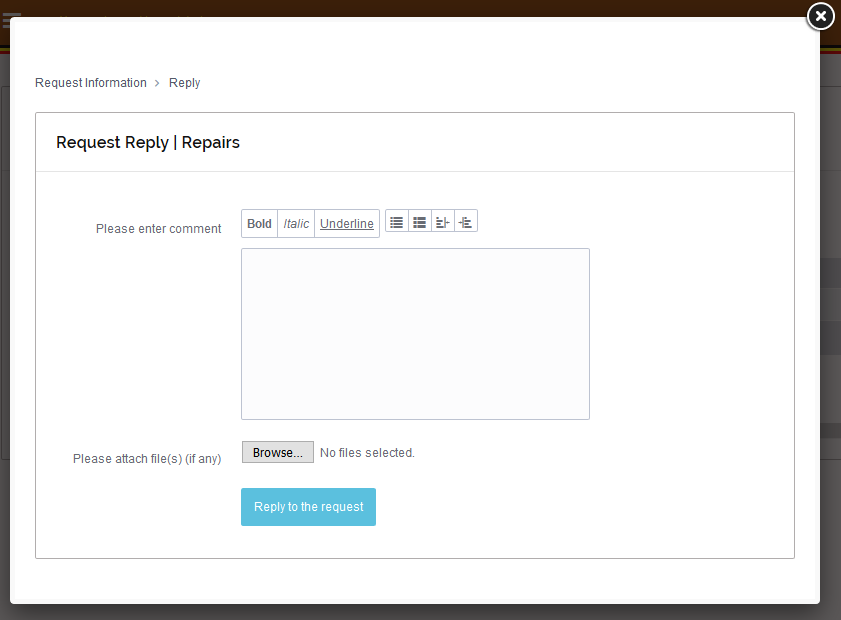 Request Information > Reply
Request Reply | Repairs
Please enter comment
Bold Italic Underline
Please attach file(s) (if any)
Browse... No files selected.
Reply to the request